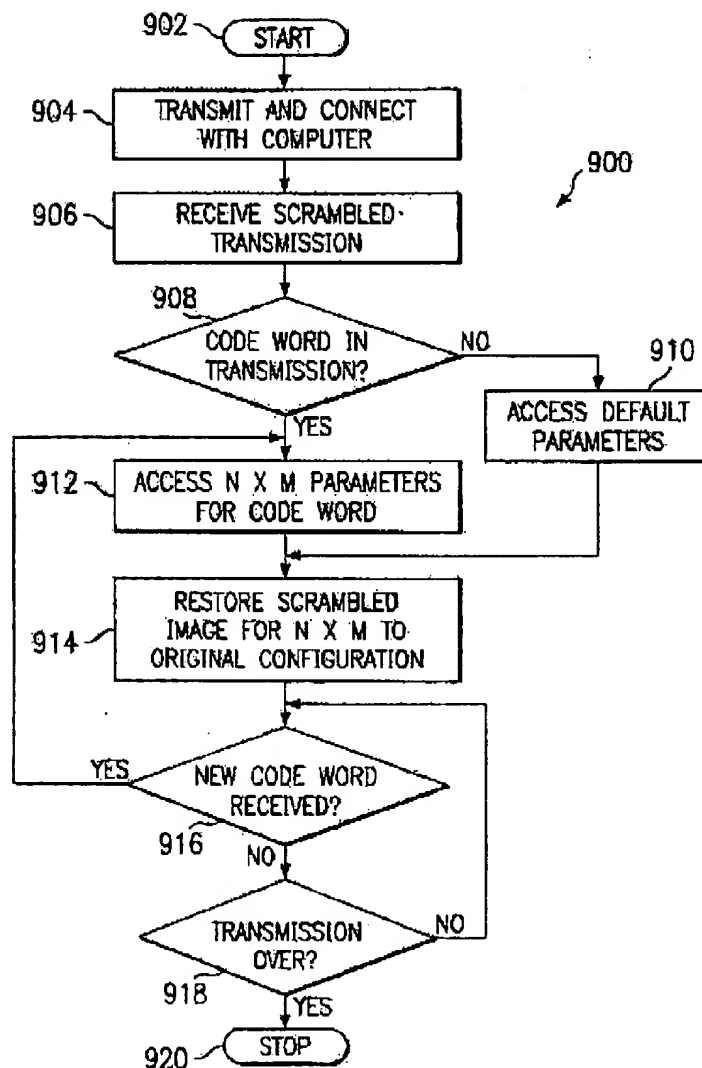 902
START
904
TRANSMIT AND CONNECT
WITH COMPUTER
900
906
RECEIVE SCRAMBLED
TRANSMISSION
908
CODE WORD IN
TRANSMISSION?
NO
910
ACCESS DEFAULT
PARAMETERS
YES
912
ACCESS N X M PARAMETERS
FOR CODE WORD
914
RESTORE SCRAMBLED
IMAGE FOR N X M TO
ORIGINAL CONFIGURATION
YES
NEW CODE WORD
RECEIVED?
916
NO
TRANSMISSION
OVER?
NO
918
YES
920
STOP